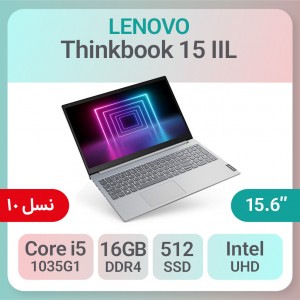 LENOVO
Thinkbook 15 IIL
نسل ۱۰
15.6″
Core i5
1035G1
16GB
DDR4
512
SSD
Intel
UHD